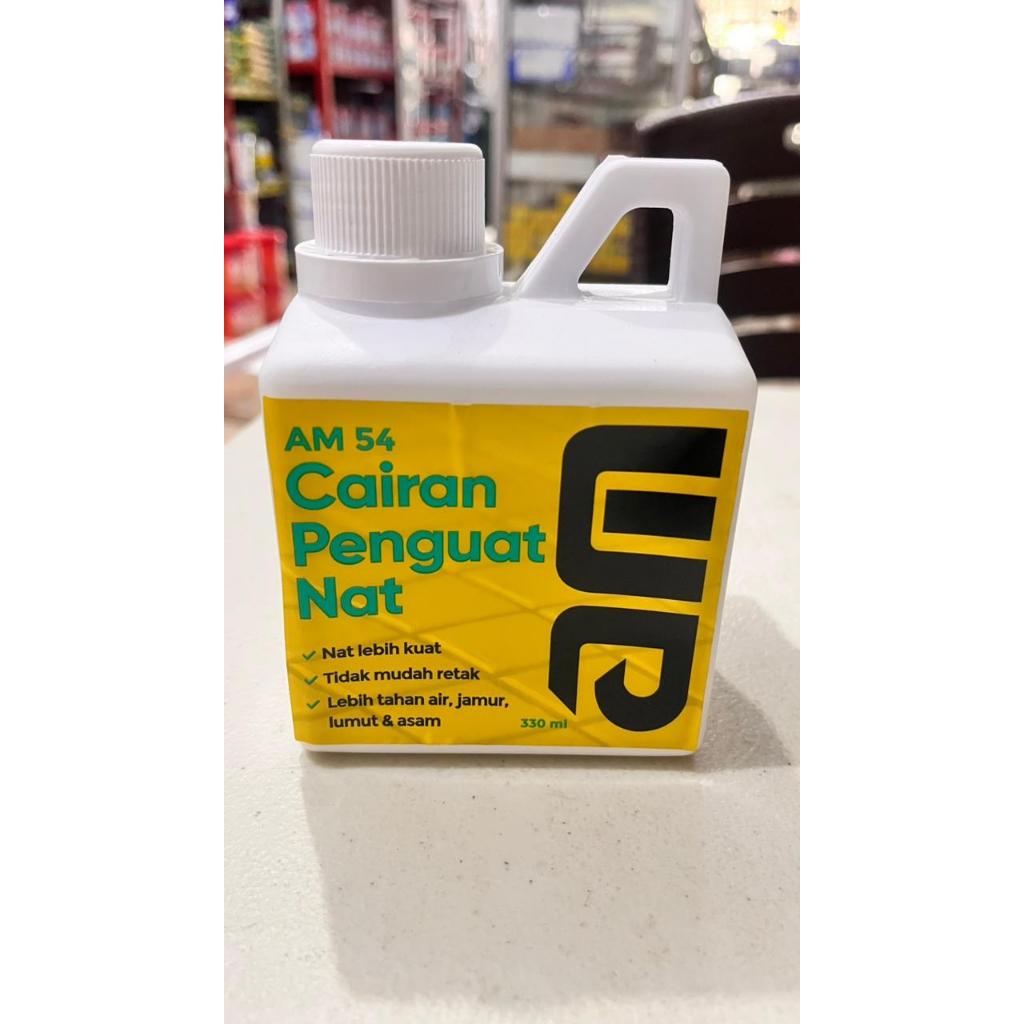 AM 54
Cairan
Penguat
Nat
Nat lebih kuat
Tidak mudah retak
Lebih tahan air, jamur,
lumut & asam
330 ml
am